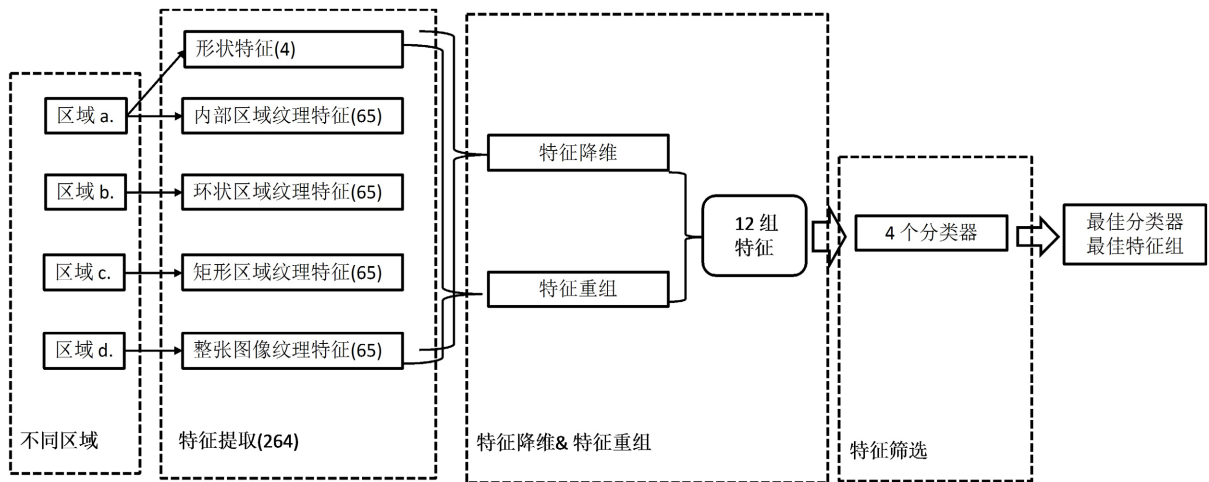 区域 a.
区域 b.
区域 c.
区域 d.
不同区域
形状特征(4)
内部区域纹理特征(65)
环状区域纹理特征(65)
矩形区域纹理特征(65)
整张图像纹理特征(65)
特征提取(264)
特征降维
特征重组
12 组
特征
特征降维& 特征重组
4 个分类器
特征筛选
最佳分类器
最佳特征组